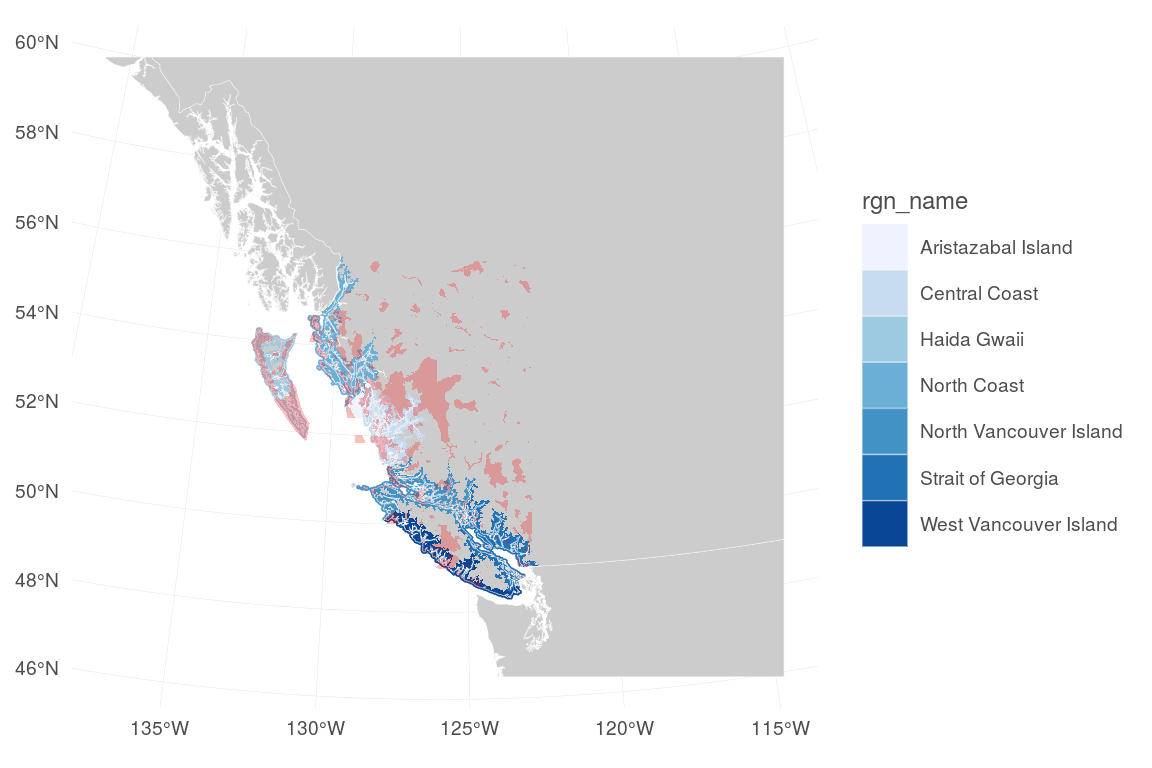 60°N
58°N
56°N
54°N
52°N
50°N
48°N
46°N
135°W
130°W
125°W
120°W
115°W
rgn_name
Aristazabal Island
Central Coast
Haida Gwaii
North Coast
North Vancouver Island
Strait of Georgia
West Vancouver Island